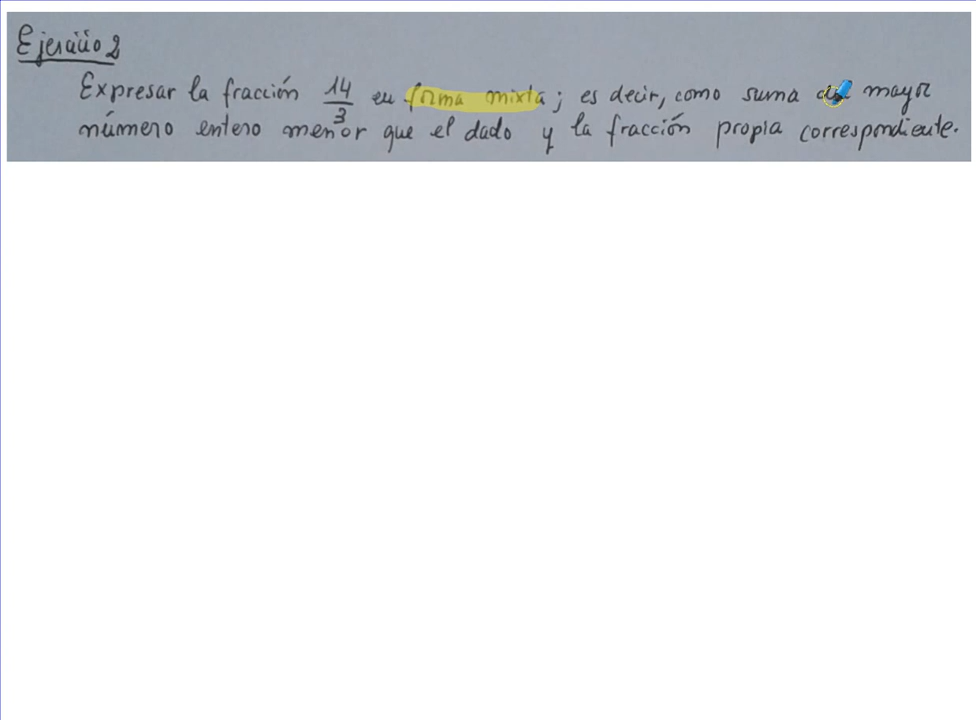 Ejercicio 2
Expresar la fracción 14/3 en forma mixta; es decir, como suma mayor
número entero menor que el dado y la fracción propia correspondiente.